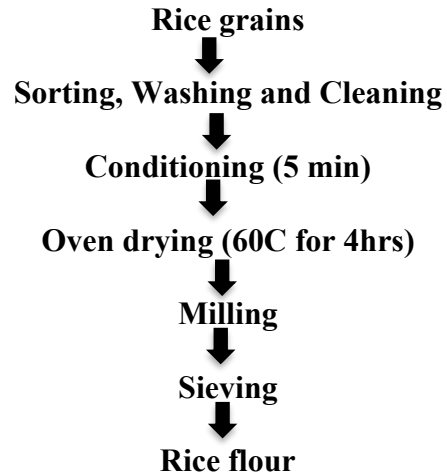 Rice grains
Sorting, Washing and Cleaning
Conditioning (5 min)
Oven drying (60C for 4hrs)
Milling
Sieving
Rice flour